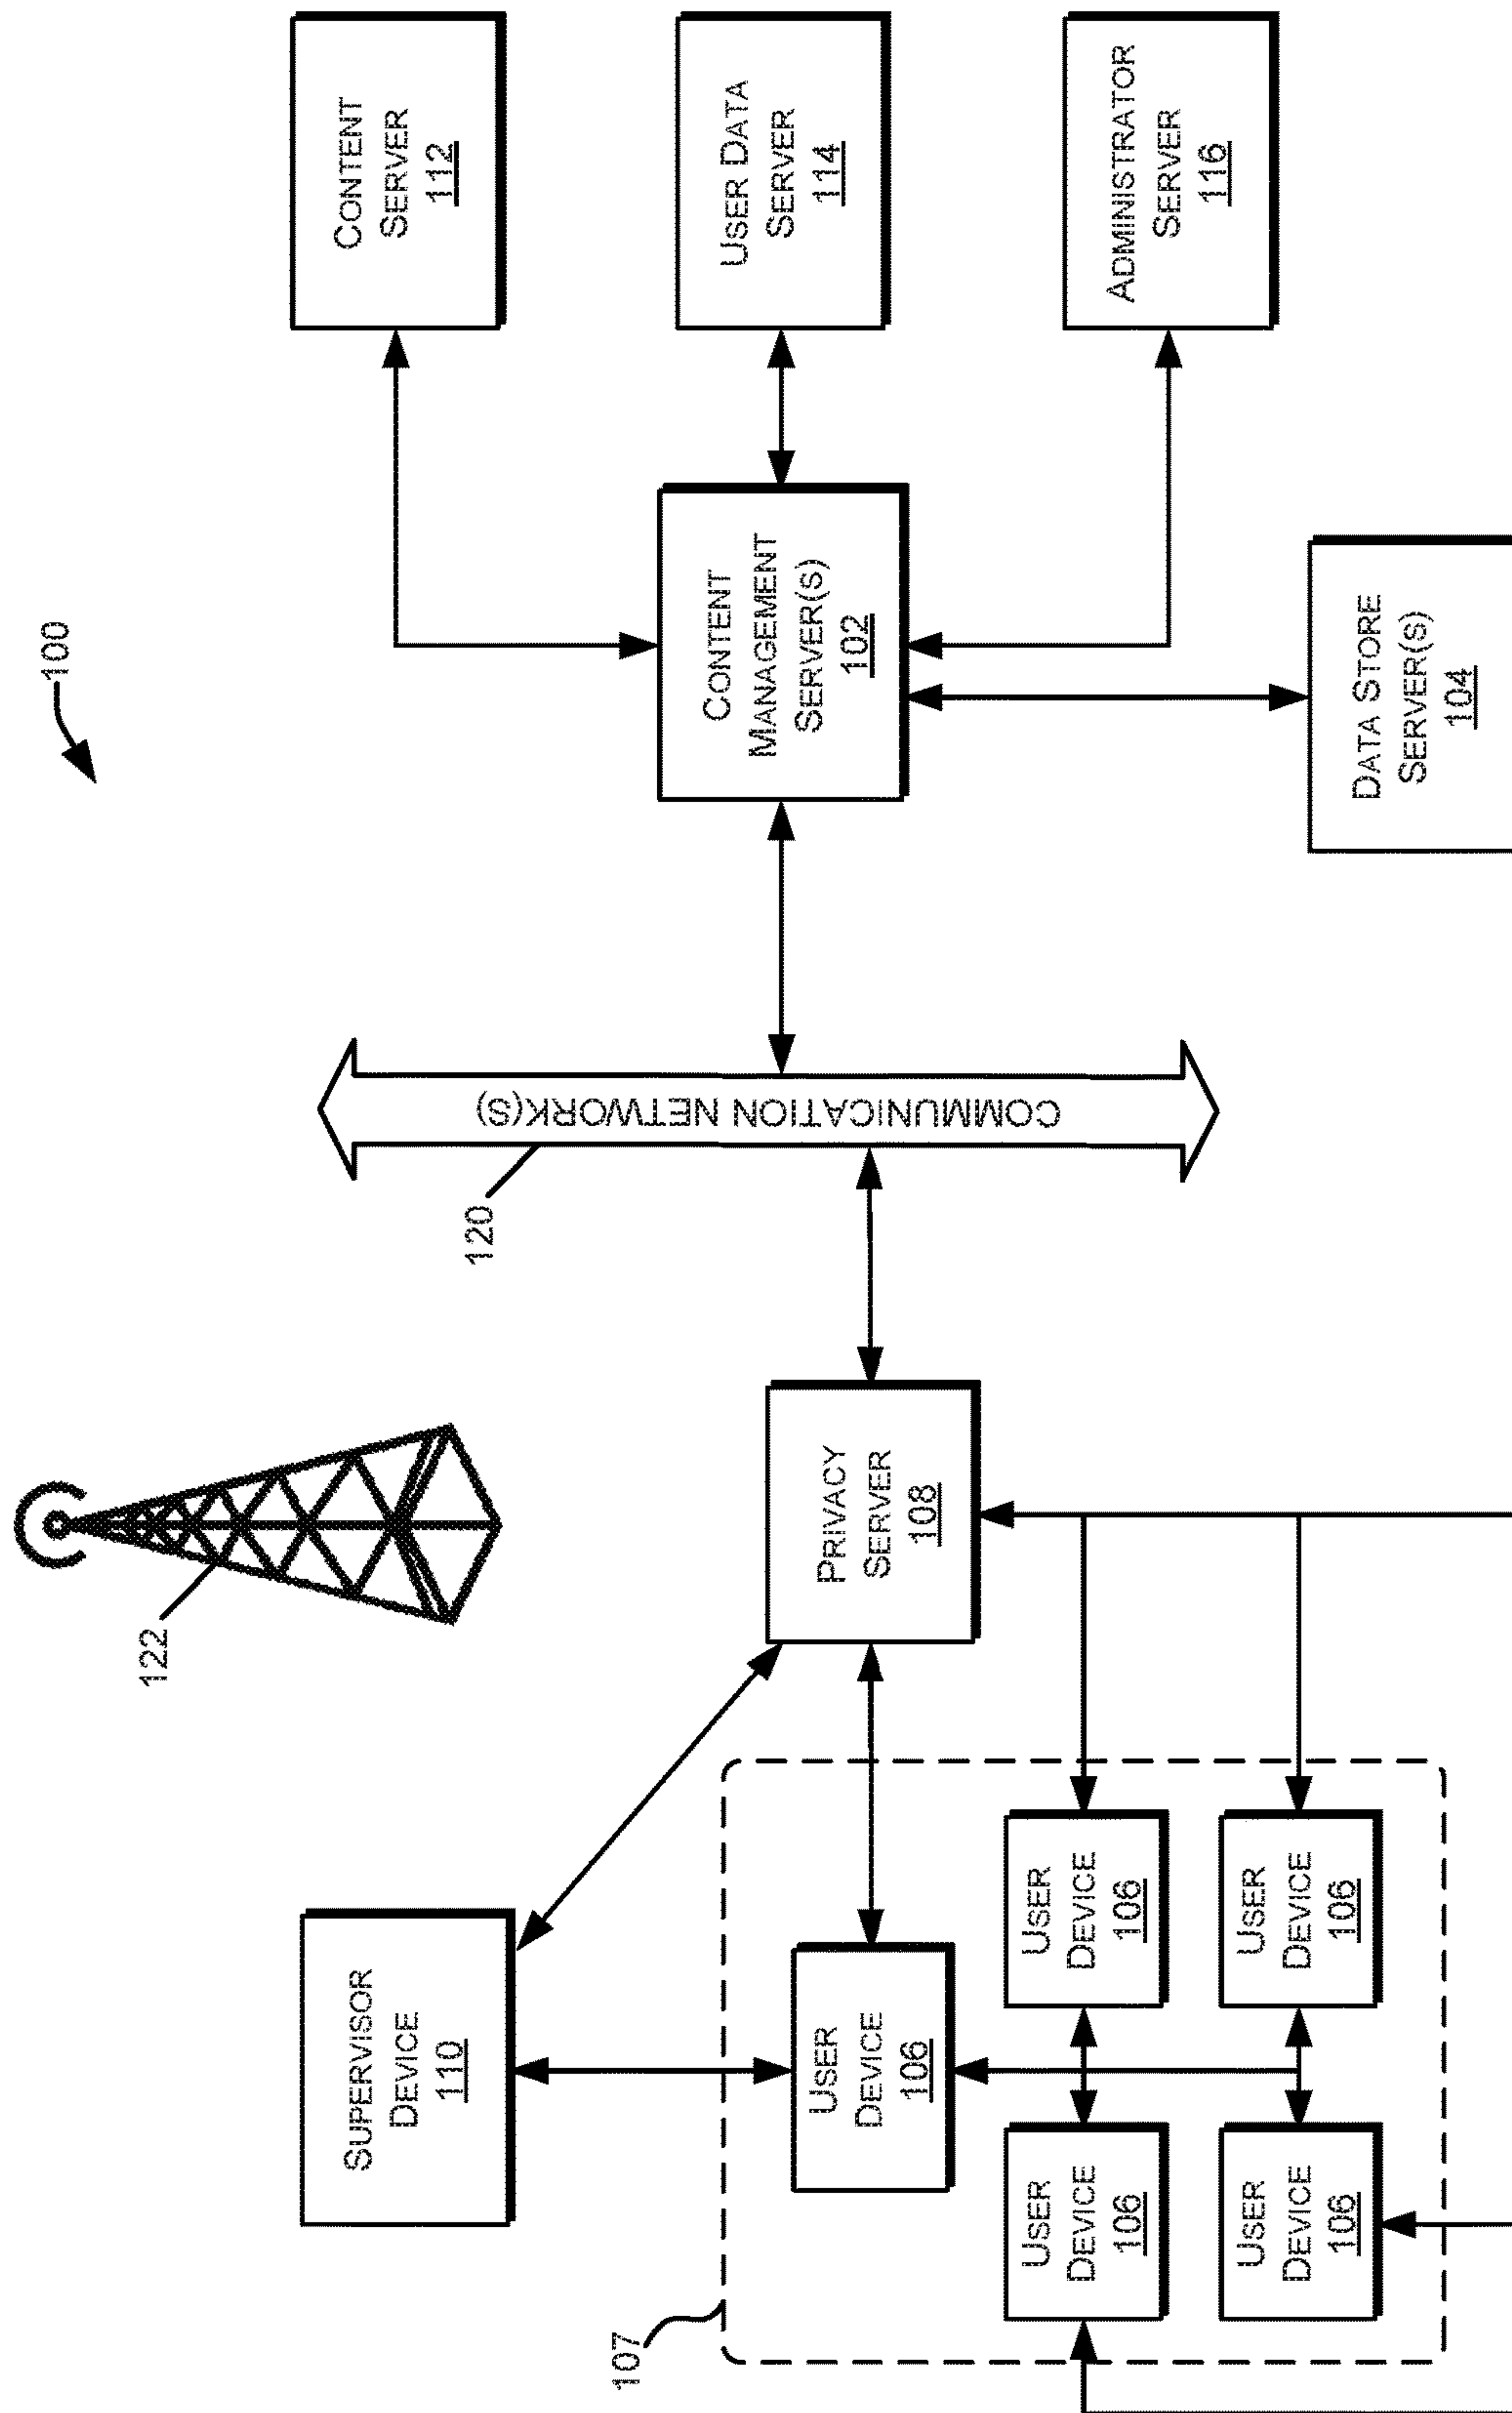 100
122
SUPERVISOR
DEVICE
110
CONTENT
SERVER
112
120
COMMUNICATION NETWORK(S)
107
USER
DEVICE
106
PRIVACY
SERVER
108
CONTENT
MANAGEMENT
SERVER(S)
102
USER DATA
SERVER
114
USER
DEVICE
106
USER
DEVICE
106
ADMINISTRATOR
SERVER
116
USER
DEVICE
106
USER
DEVICE
106
DATA STORE
SERVER(S)
104